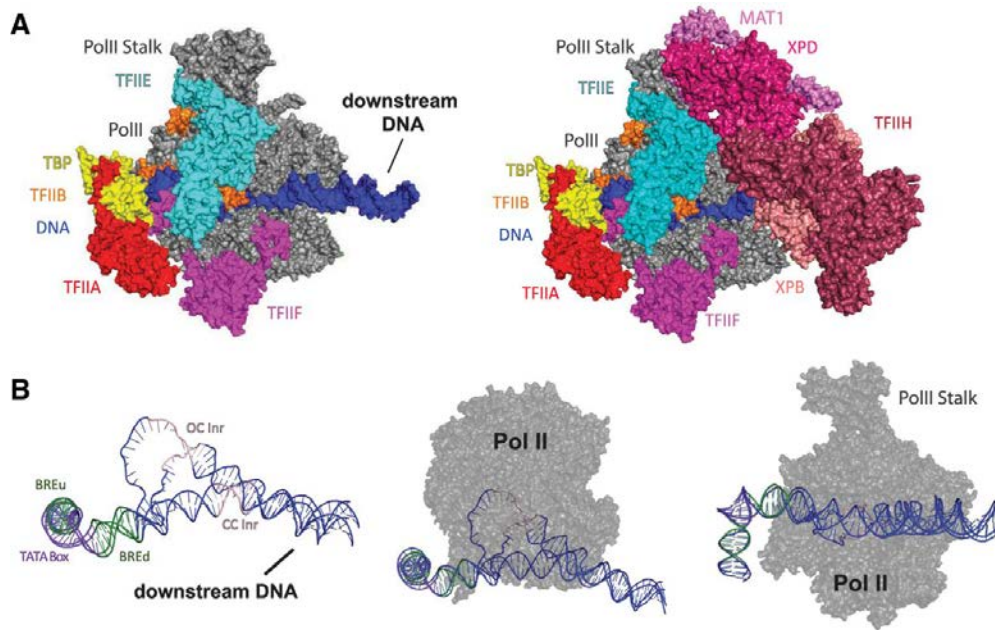 A
PolII Stalk
TFIIE
PolII
TBP
TFIIB
DNA
TFIIA
TFIIF
downstream
DNA
MAT1
PolII Stalk
XPD
TFIIE
TFIIH
PolII
TBP
TFIIB
DNA
TFIIA
XPB
TFIIF
B
OC Inr
BREu
CC Inr
TATA Box
BREd
downstream DNA
Pol II
PolII Stalk
Pol II